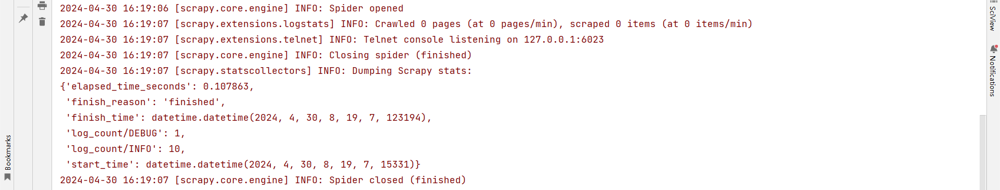 2024-04-30 16:19:06 [scrapy.core.engine] INFO: Spider opened
2024-04-30 16:19:07 [scrapy.extensions.logstats] INFO: Crawled 0 pages (at 0 pages/min), scraped 0 items (at 0 items/min)
2024-04-30 16:19:07 [scrapy.extensions.telnet] INFO: Telnet console listening on 127.0.0.1:6023
2024-04-30 16:19:07 [scrapy.core.engine] INFO: Closing spider (finished)
2024-04-30 16:19:07 [scrapy.statscollectors] INFO: Dumping Scrapy stats:
{'elapsed_time_seconds': 0.107863,
 'finish_reason': 'finished',
 'finish_time': datetime.datetime(2024, 4, 30, 8, 19, 7, 123194),
 'log_count/DEBUG': 1,
 'log_count/INFO': 10,
 'start_time': datetime.datetime(2024, 4, 30, 8, 19, 7, 15331)}
2024-04-30 16:19:07 [scrapy.core.engine] INFO: Spider closed (finished)
Bookmarks
SciView
Notifications